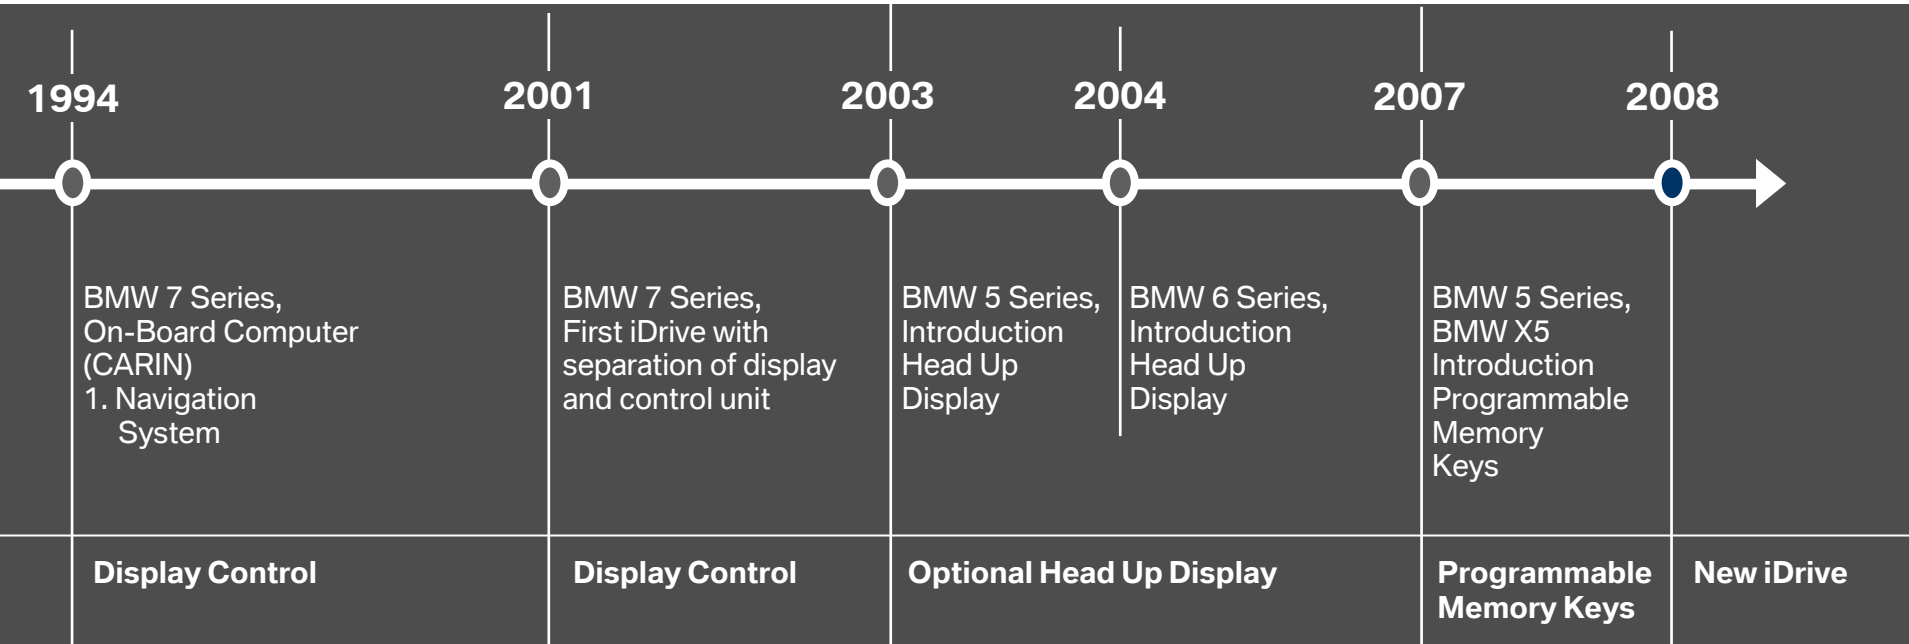 1994
2001
2003
2004
2007
2008
BMW 7 Series,
On-Board Computer
(CARIN)
1. Navigation
System
BMW 7 Series,
First iDrive with
separation of display
and control unit
BMW 5 Series,
Introduction
Head Up
Display
BMW 6 Series,
Introduction
Head Up
Display
BMW 5 Series,
BMW X5
Introduction
Programmable
Memory
Keys
Display Control
Display Control
Optional Head Up Display
Programmable
Memory Keys
New iDrive